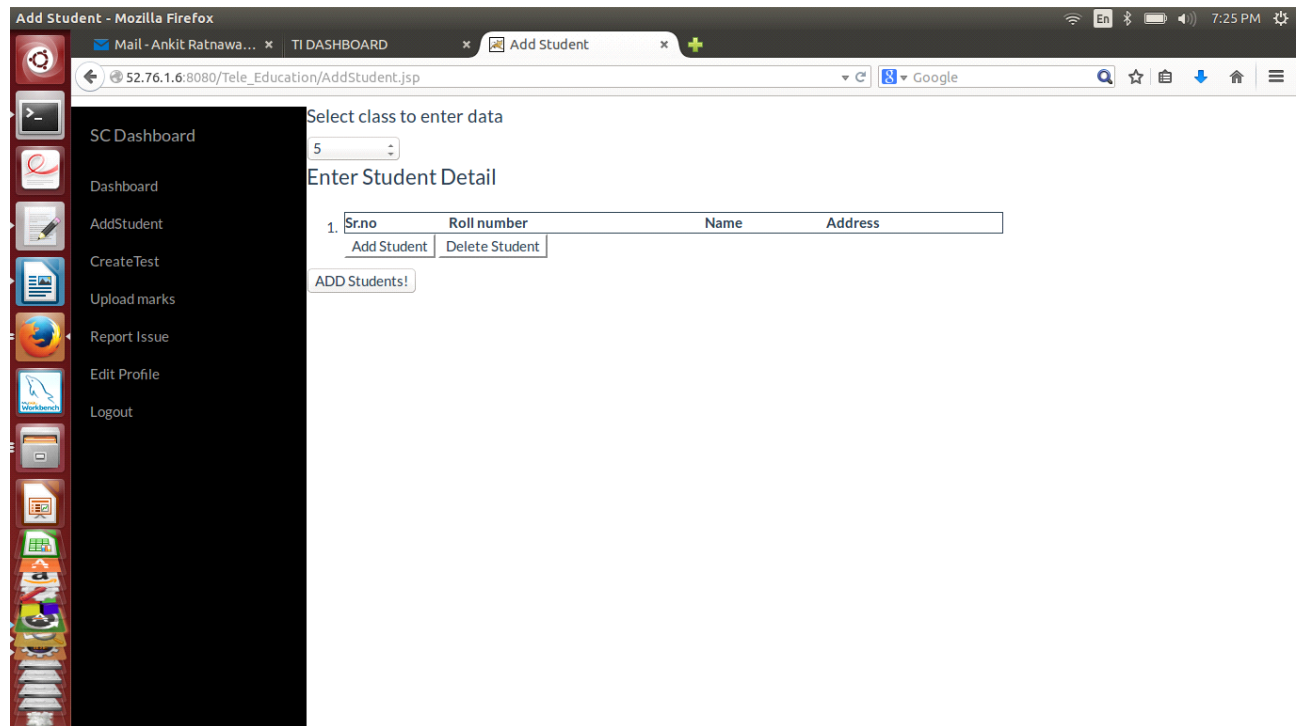 Add Student - Mozilla Firefox
En
7:25 PM
Mail - Ankit Ratnawa... ×
TI DASHBOARD ×
Add Student ×
52.76.1.6:8080/Tele_Education/AddStudent.jsp
8 Google
SC Dashboard
Dashboard
AddStudent
CreateTest
Upload marks
Report Issue
Edit Profile
Logout
Select class to enter data
5
Enter Student Detail
1. Sr.no Roll number Name Address
Add Student Delete Student
ADD Students!
>_
Workbench
a